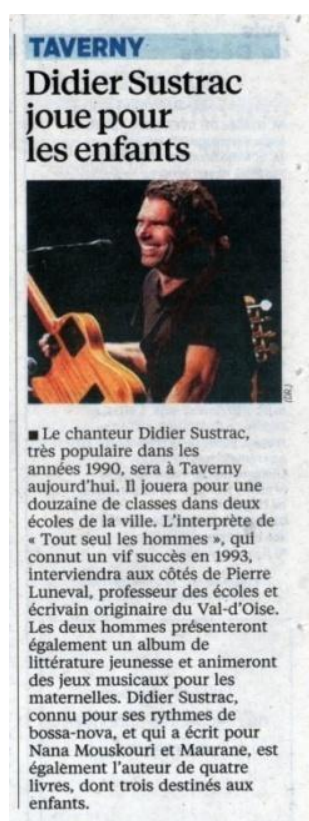 TAVERNY
Didier Sustrac
joue pour
les enfants
(DR.)
■ Le chanteur Didier Sustrac,
très populaire dans les
années 1990, sera à Taverny
aujourd'hui. Il jouera pour une
douzaine de classes dans deux
écoles de la ville. L'interprète de
« Tout seul les hommes », qui
connut un vif succès en 1993,
interviendra aux côtés de Pierre
Luneval, professeur des écoles et
écrivain originaire du Val-d'Oise.
Les deux hommes présenteront
également un album de
littérature jeunesse et animeront
des jeux musicaux pour les
maternelles. Didier Sustrac,
connu pour ses rythmes de
bossa-nova, et qui a écrit pour
Nana Mouskouri et Maurane, est
également l'auteur de quatre
livres, dont trois destinés aux
enfants.